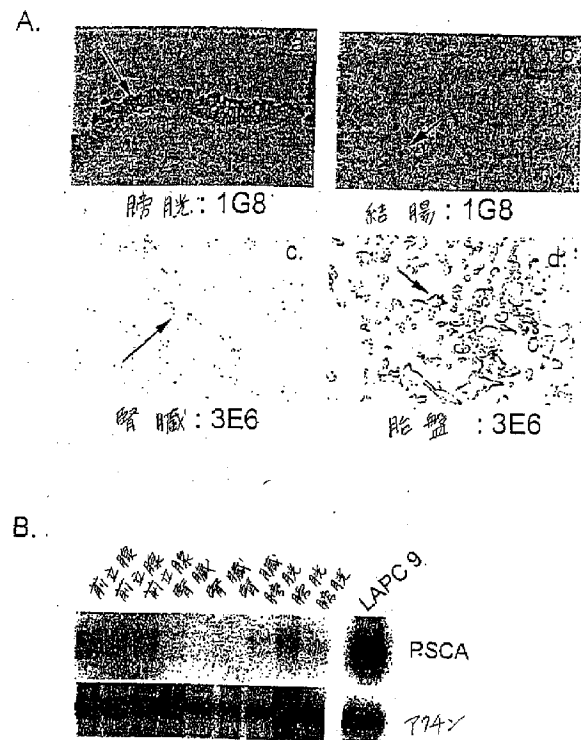 A.
a
b
膀胱: 1G8
結腸: 1G8
c.
d.
腎臓: 3E6
胎盤: 3E6
B.
前立腺
前立腺
前立腺
腎臓
腎臓
腎臓
膀胱
膀胱
膀胱
LAPC 9
PSCA
アクチン